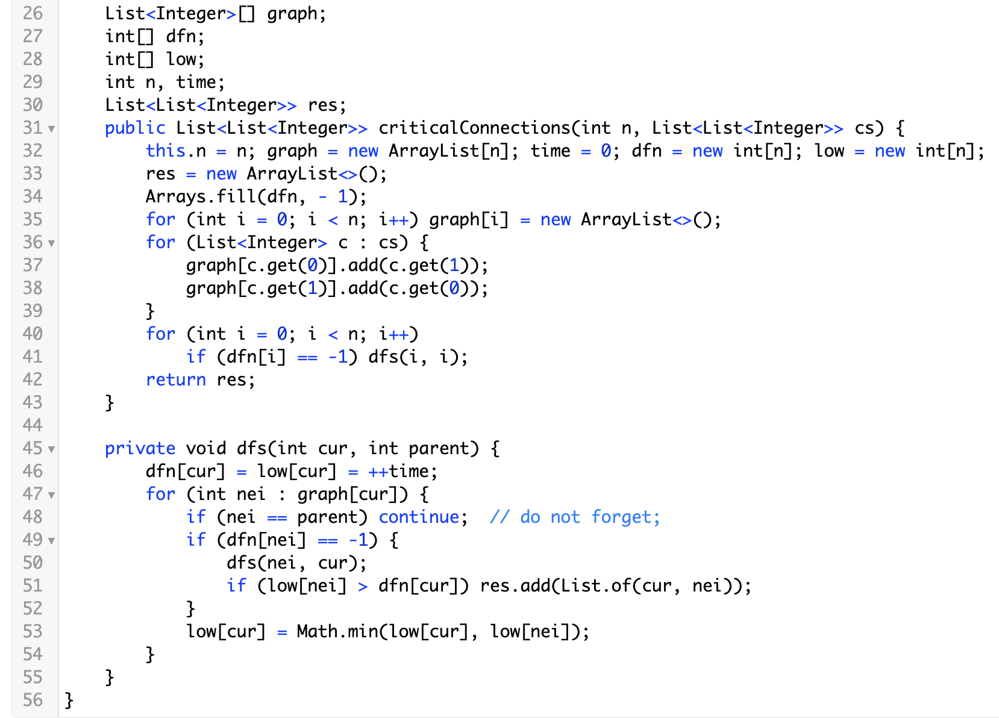 26 List<Integer>[] graph;
27 int[] dfn;
28 int[] low;
29 int n, time;
30 List<List<Integer>> res;
31 public List<List<Integer>> criticalConnections(int n, List<List<Integer>> cs) {
32 this.n = n; graph = new ArrayList[n]; time = 0; dfn = new int[n]; low = new int[n];
33 res = new ArrayList<>();
34 Arrays.fill(dfn, - 1);
35 for (int i = 0; i < n; i++) graph[i] = new ArrayList<>();
36 for (List<Integer> c : cs) {
37 graph[c.get(0)].add(c.get(1));
38 graph[c.get(1)].add(c.get(0));
39 }
40 for (int i = 0; i < n; i++)
41 if (dfn[i] == -1) dfs(i, i);
42 return res;
43 }
44
45 private void dfs(int cur, int parent) {
46 dfn[cur] = low[cur] = ++time;
47 for (int nei : graph[cur]) {
48 if (nei == parent) continue;  // do not forget;
49 if (dfn[nei] == -1) {
50 dfs(nei, cur);
51 if (low[nei] > dfn[cur]) res.add(List.of(cur, nei));
52 }
53 low[cur] = Math.min(low[cur], low[nei]);
54 }
55 }
56 }